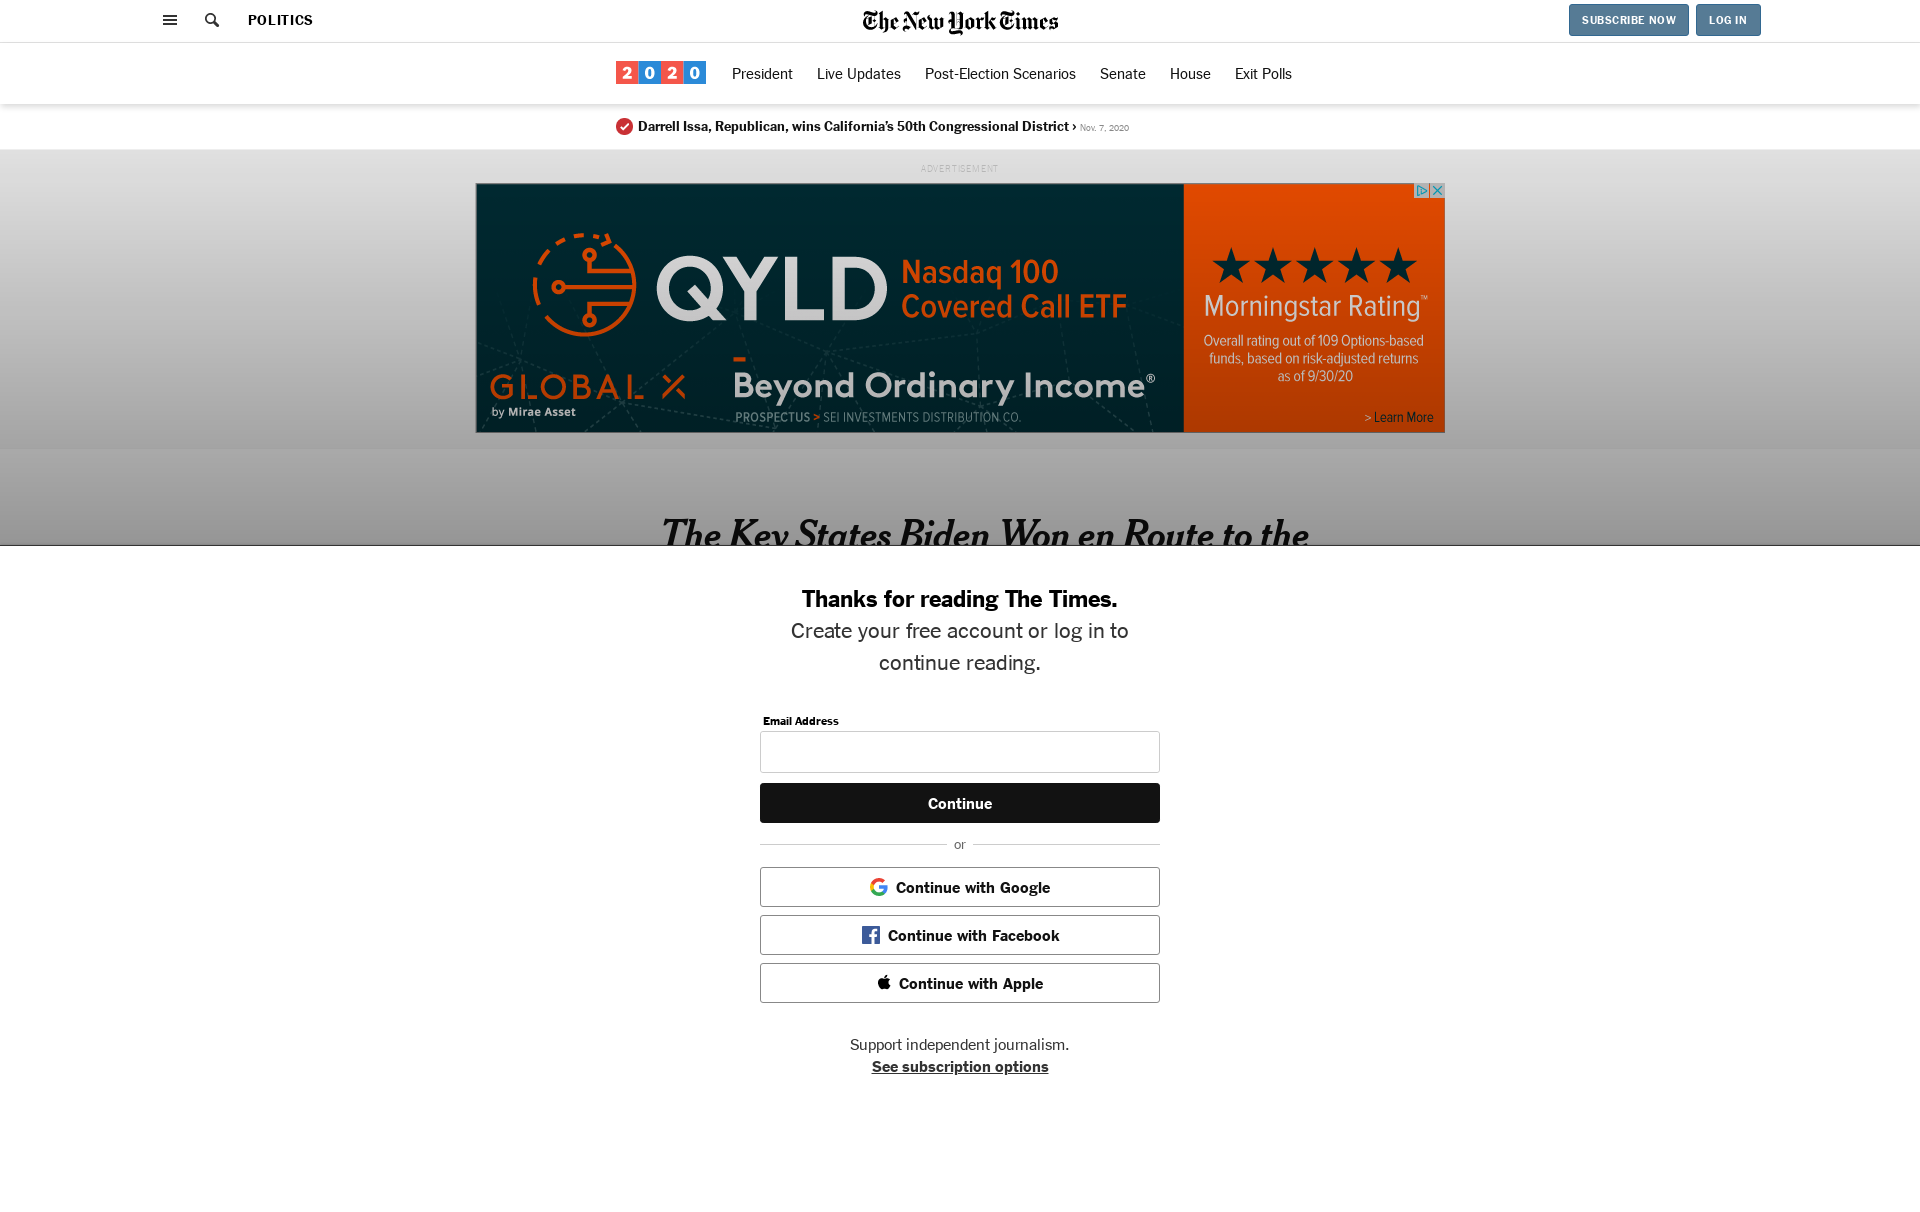 POLITICS
The New York Times
SUBSCRIBE NOW
LOG IN
2020
President
Live Updates
Post-Election Scenarios
Senate
House
Exit Polls
Darrell Issa, Republican, wins California’s 50th Congressional District › Nov. 7, 2020
ADVERTISEMENT
QYLD
Nasdaq 100
Covered Call ETF
GLOBAL X
by Mirae Asset
Beyond Ordinary Income®
PROSPECTUS > SEI INVESTMENTS DISTRIBUTION CO.
★★★★★
Morningstar Rating™
Overall rating out of 109 Options-based
funds, based on risk-adjusted returns
as of 9/30/20
> Learn More
The Key States Biden Won en Route to the
Thanks for reading The Times.
Create your free account or log in to
continue reading.
Email Address
Continue
or
Continue with Google
Continue with Facebook
Continue with Apple
Support independent journalism.
See subscription options